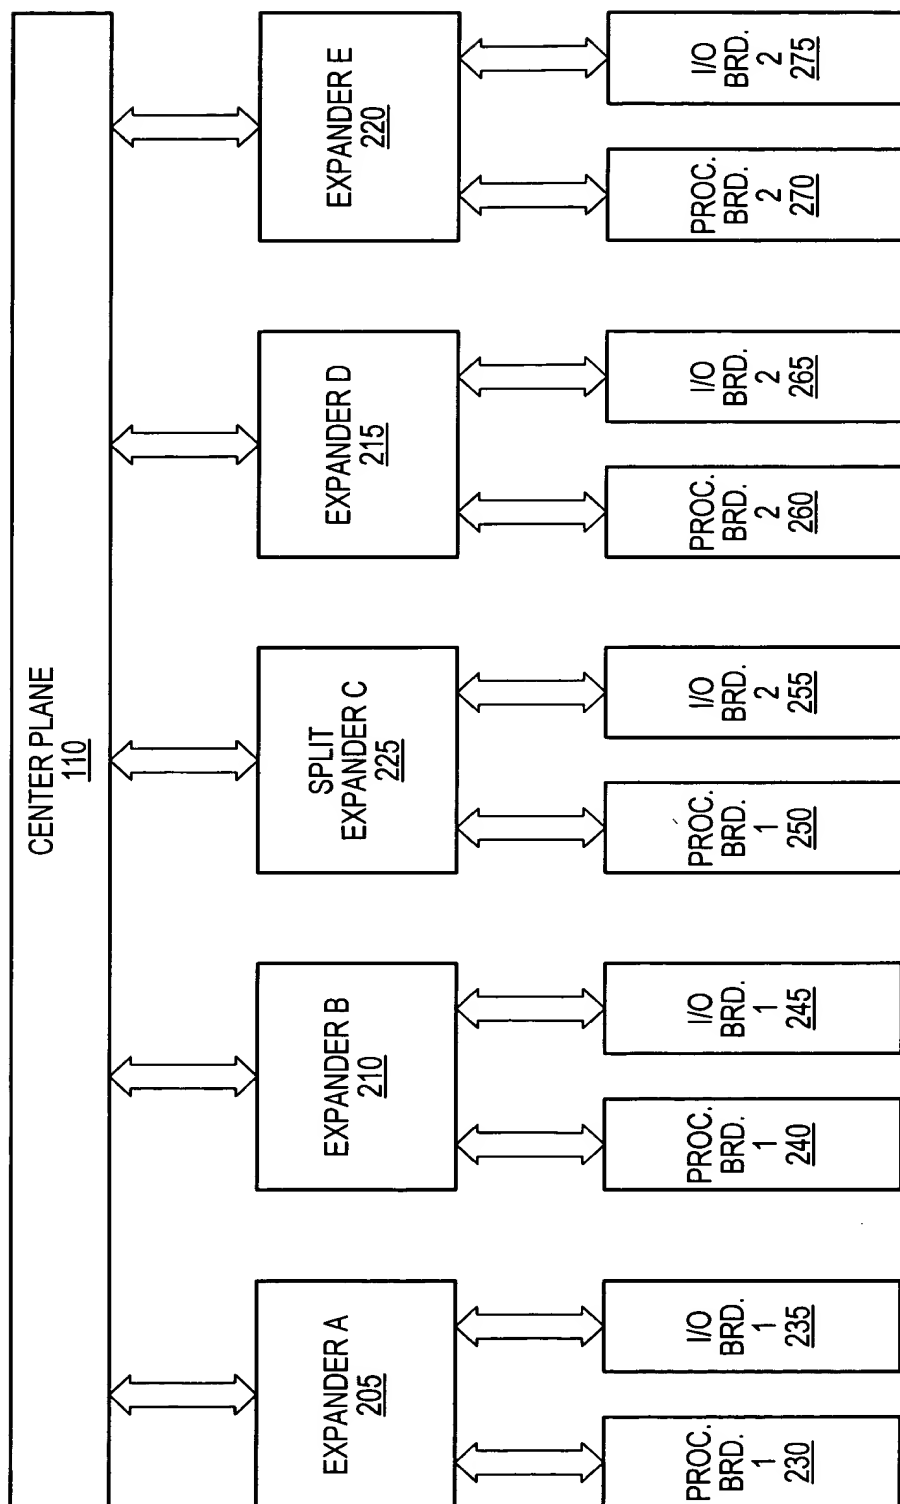 CENTER PLANE
110
EXPANDER A
205
EXPANDER B
210
SPLIT
EXPANDER C
225
EXPANDER D
215
EXPANDER E
220
PROC.
BRD.
1
230
I/O
BRD.
1
235
PROC.
BRD.
1
240
I/O
BRD.
1
245
PROC.
BRD.
1
250
I/O
BRD.
2
255
PROC.
BRD.
2
260
I/O
BRD.
2
265
PROC.
BRD.
2
270
I/O
BRD.
2
275